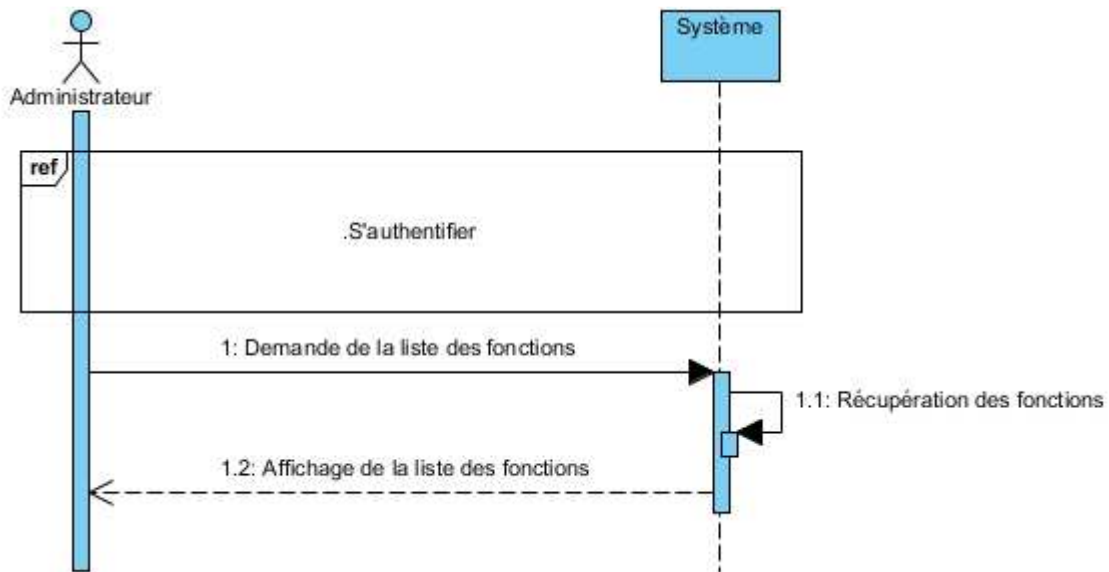 Système
Administrateur
ref
.S'authentifier
1: Demande de la liste des fonctions
1.1: Récupération des fonctions
1.2: Affichage de la liste des fonctions